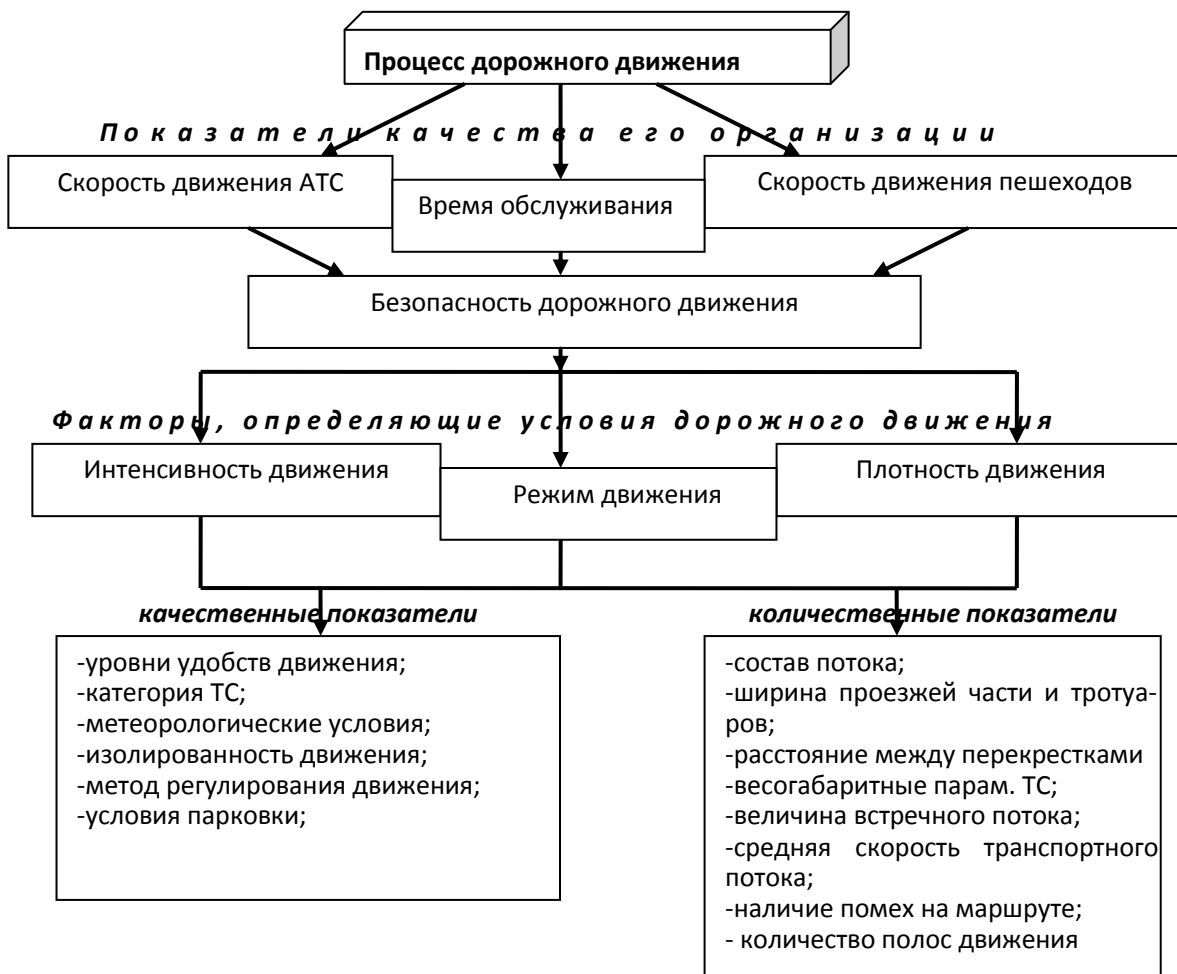 Процесс дорожного движения
Показатели качества его организации
Скорость движения АТС
Время обслуживания
Скорость движения пешеходов
Безопасность дорожного движения
Факторы, определяющие условия дорожного движения
Интенсивность движения
Режим движения
Плотность движения
качественные показатели
-уровни удобств движения;
-категория ТС;
-метеорологические условия;
-изолированность движения;
-метод регулирования движения;
-условия парковки;
количественные показатели
-состав потока;
-ширина проезжей части и тротуа-
ров;
-расстояние между перекрестками
-весогабаритные парам. ТС;
-величина встречного потока;
-средняя скорость транспортного
потока;
-наличие помех на маршруте;
- количество полос движения